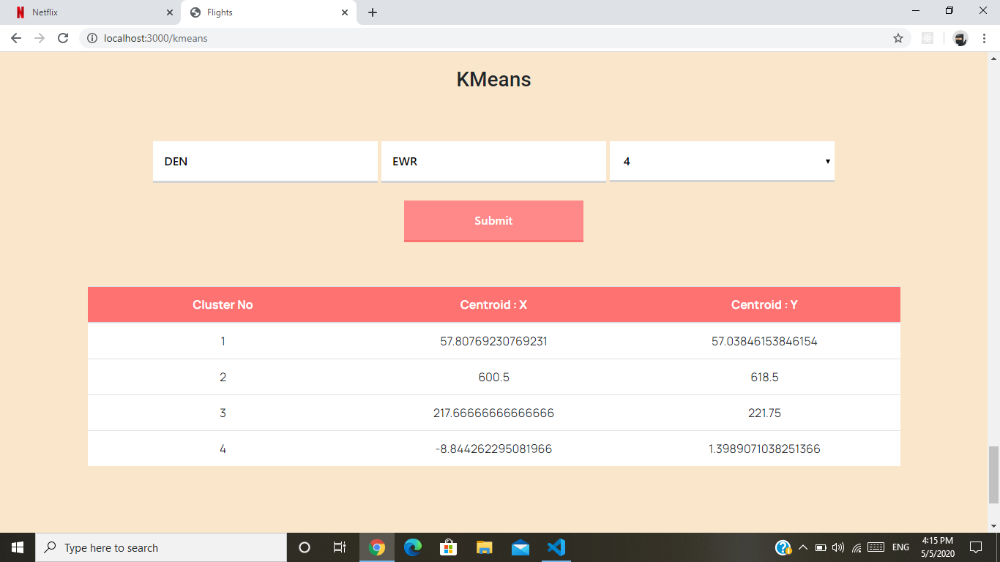 Netflix
Flights
localhost:3000/kmeans
KMeans
DEN EWR 4
Submit
Cluster No Centroid : X Centroid : Y
1 57.80769230769231 57.03846153846154
2 600.5 618.5
3 217.66666666666666 221.75
4 -8.844262295081966 1.3989071038251366
Type here to search
ENG
4:15 PM
5/5/2020